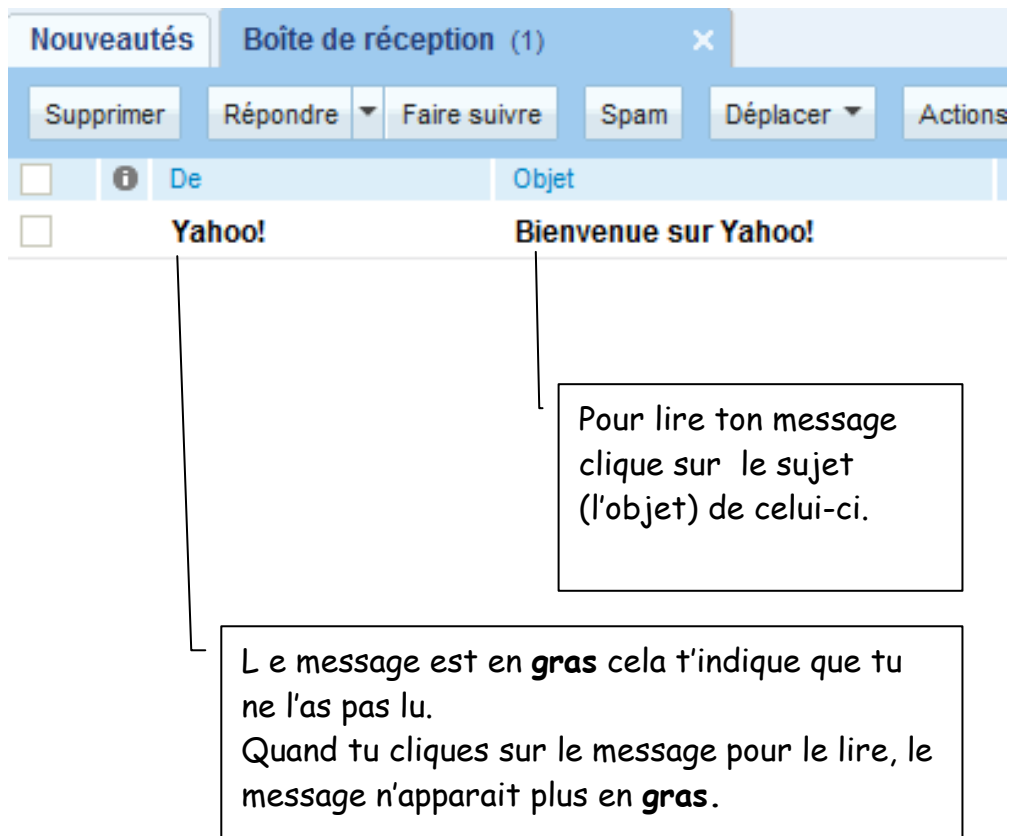 Nouveautés Boîte de réception (1)
Supprimer Répondre Faire suivre Spam Déplacer Actions
De Objet
Yahoo! Bienvenue sur Yahoo!
Pour lire ton message
clique sur le sujet
(l'objet) de celui-ci.
L e message est en gras cela t'indique que tu
ne l'as pas lu.
Quand tu cliques sur le message pour le lire, le
message n'apparait plus en gras.